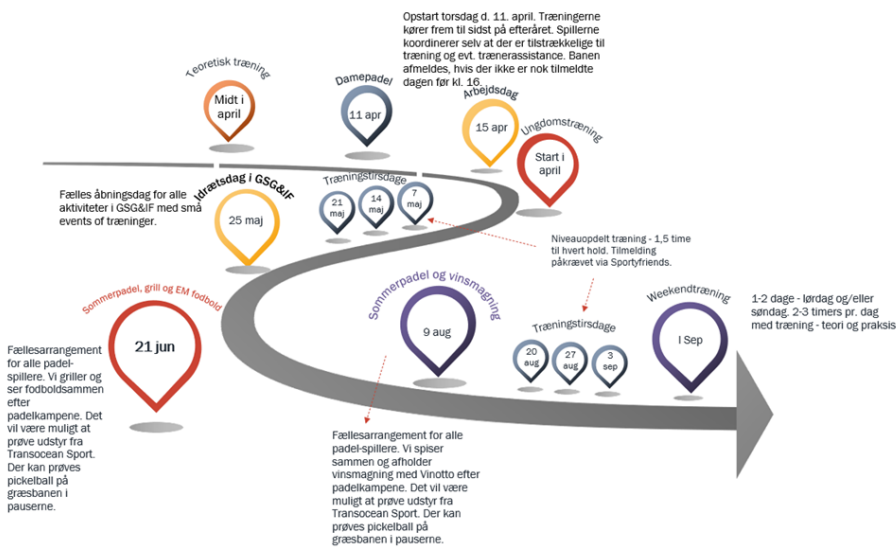 Opstart torsdag d. 11. april. Træningerne
kører frem til sidst på efteråret. Spillerne
koordinerer selv at der er tilstrækkelige til
træning og evt. trænerassistance. Banen
afmeldes, hvis der ikke er nok tilmeldte
dagen før kl. 16.
Teoretisk træning
Midt i
april
Damepadel
11 apr
Arbejdsdag
15 apr
Ungdomstræning
Start i
april
Fælles åbningsdag for alle
aktiviteter i GSG&IF med små
events of træninger.
Idrætsdag i GSG&IF
25 maj
Træningstirsdage
21
maj
14
maj
7
maj
Niveauopdelt træning - 1,5 time
til hvert hold. Tilmelding
påkrævet via Sportyfriends.
Sommerpadel, grill og EM fodbold
21 jun
Fællesarrangement
for alle padel-
spillere. Vi griller og
ser fodboldsammen
efter
padelkampene. Det
vil være muligt at
prøve udstyr fra
Transocean Sport.
Der kan prøves
pickelball på
græsbanen i
pauserne.
Sommerpadel og vinsmagning
9 aug
Fællesarrangement for alle
padel-spillere. Vi spiser
sammen og afholder
vinsmagning med Vinotto efter
padelkampene. Det vil være
muligt at prøve udstyr fra
Transocean Sport. Der kan
prøves pickelball på
græsbanen i pauserne.
Træningstirsdage
20
aug
27
aug
3
sep
Weekendtræning
I Sep
1-2 dage - lørdag og/eller
søndag. 2-3 timers pr. dag
med træning - teori og praksis